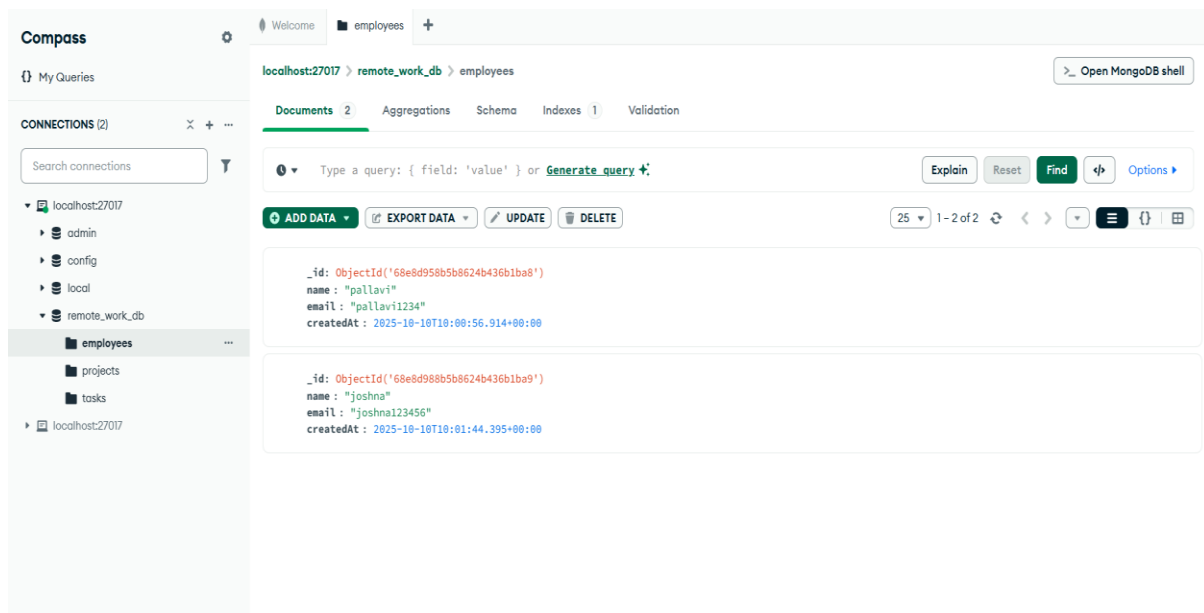 Compass
Welcome
employees
My Queries
localhost:27017 > remote_work_db > employees
>_ Open MongoDB shell
Documents 2 Aggregations Schema Indexes 1 Validation
CONNECTIONS (2)
Search connections
Type a query: { field: 'value' } or Generate query
Explain Reset Find </> Options
localhost:27017
admin
config
local
remote_work_db
employees
projects
tasks
localhost:27017
ADD DATA EXPORT DATA UPDATE DELETE
25 1 – 2 of 2 {}
_id: ObjectId('68e8d958b5b8624b436b1ba8')
name : "pallavi"
email : "pallavi1234"
createdAt : 2025-10-10T10:00:56.914+00:00
_id: ObjectId('68e8d988b5b8624b436b1ba9')
name : "joshna"
email : "joshna123456"
createdAt : 2025-10-10T10:01:44.395+00:00